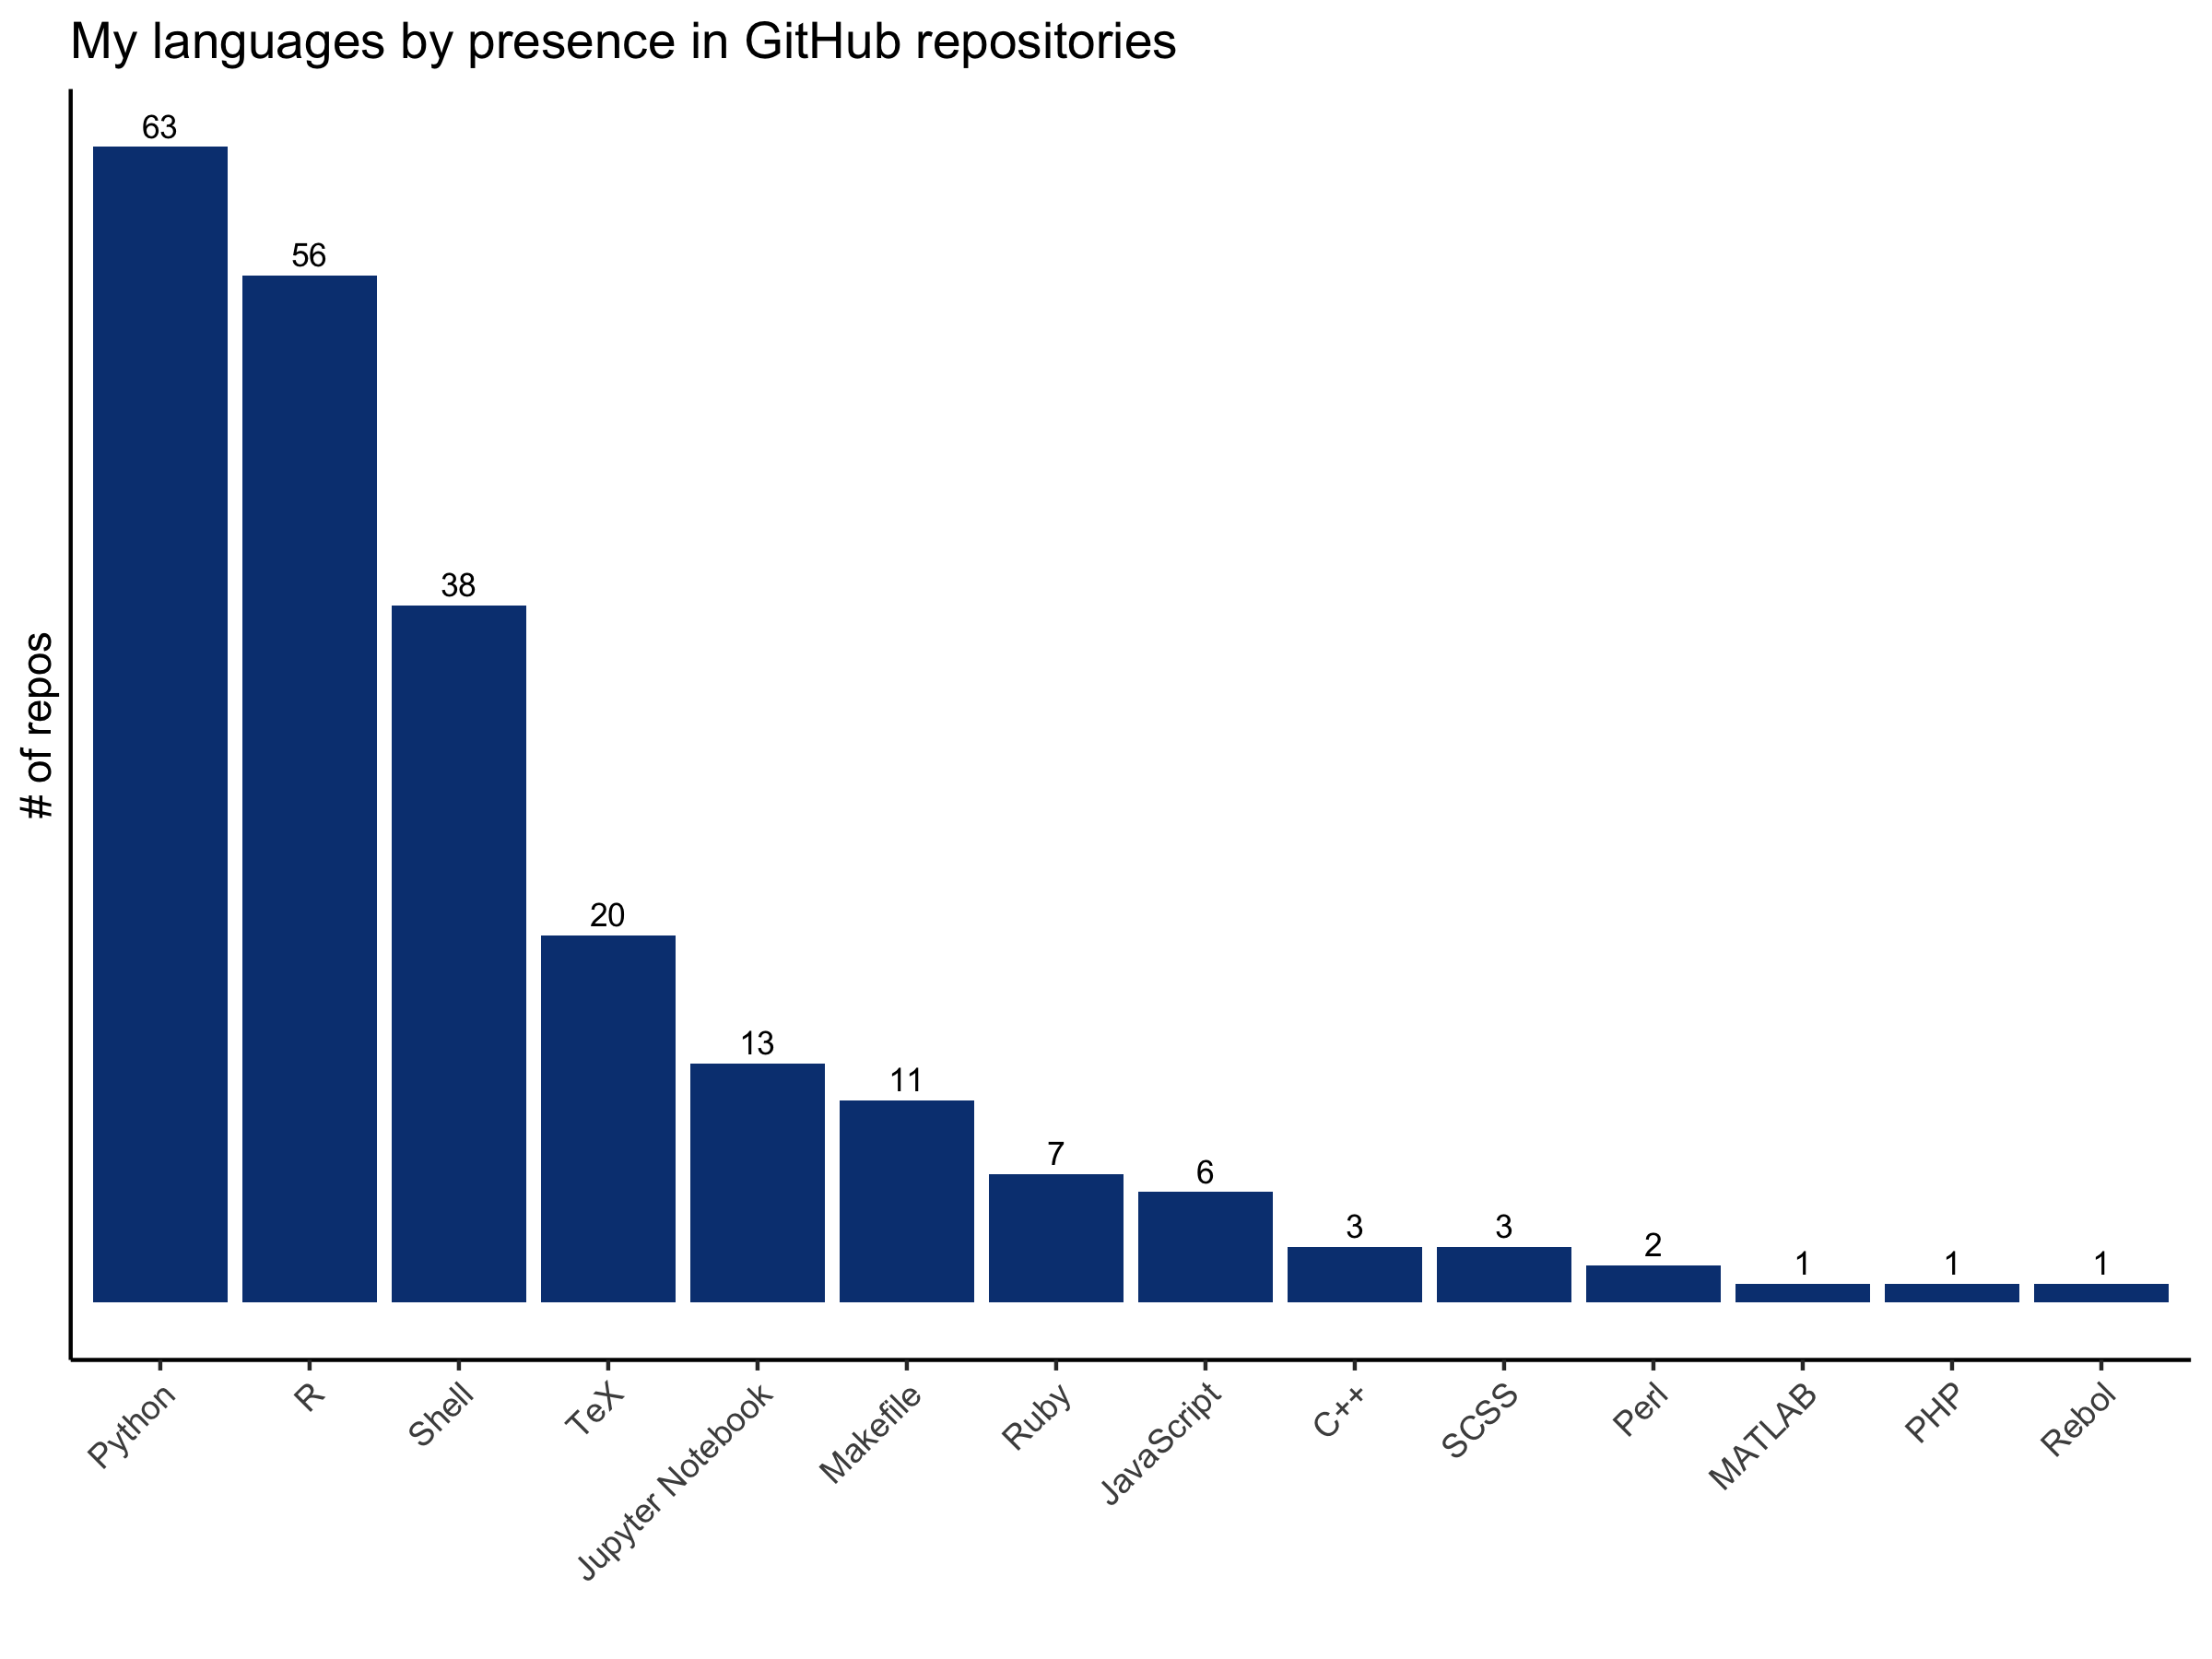 My languages by presence in GitHub repositories
# of repos
63
56
38
20
13
11
7
6
3
3
2
1
1
1
Python
R
Shell
TeX
Jupyter Notebook
Makefile
Ruby
JavaScript
C++
SCSS
Perl
MATLAB
PHP
Rebol